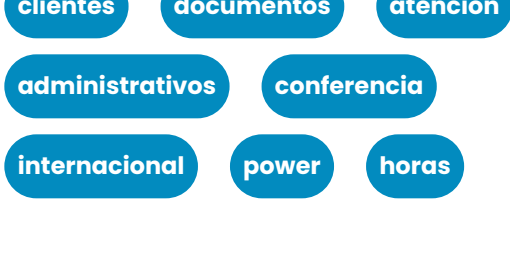 clientes documentos atención
administrativos conferencia
internacional power horas